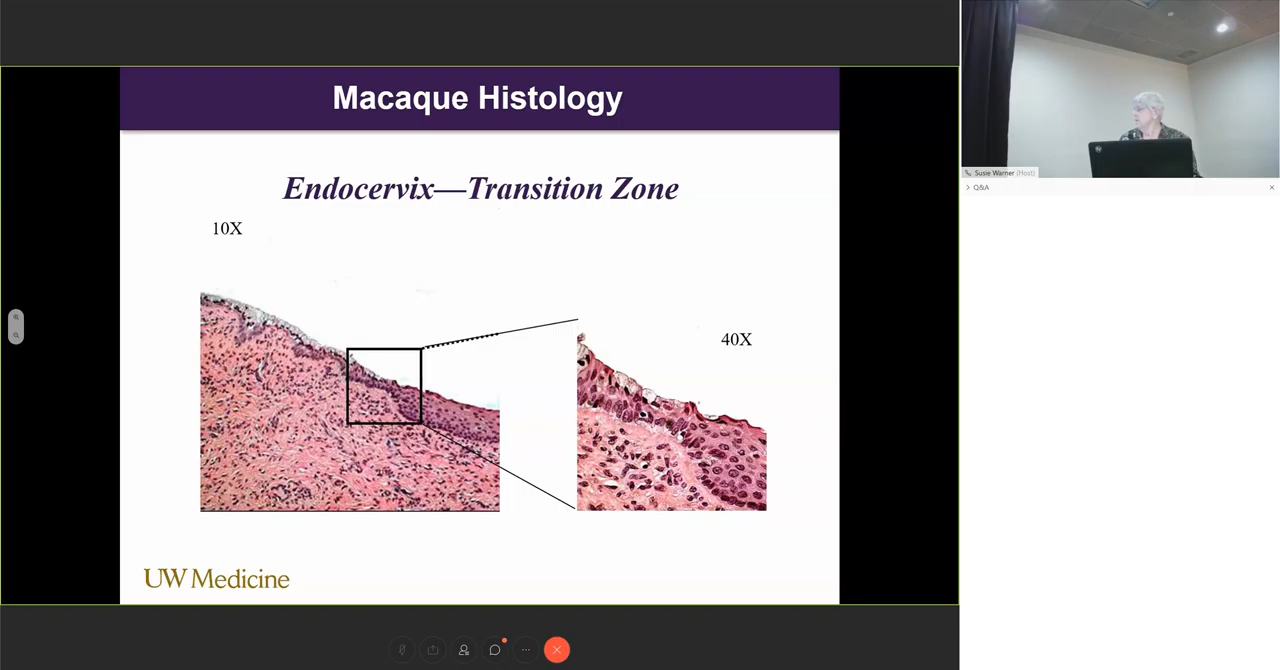 Macaque Histology
Endocervix—Transition Zone
10X
40X
UW Medicine
Susie Warner (Host)
Q&A